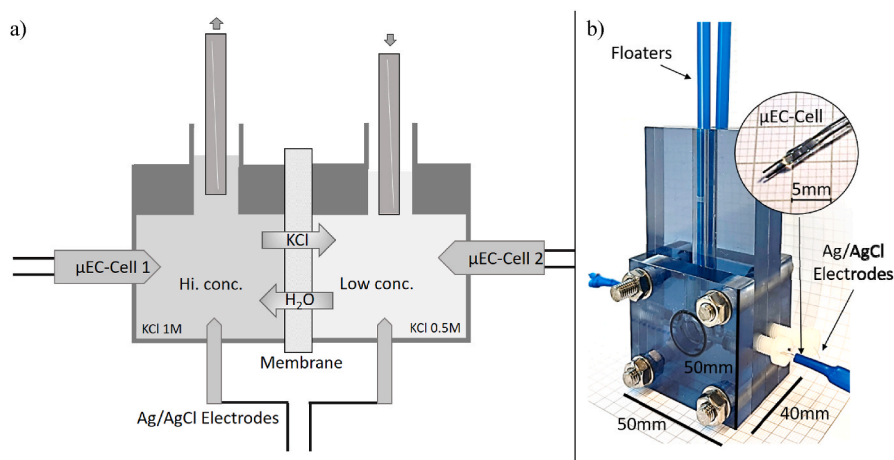 a)
KCl
µEC-Cell 1
µEC-Cell 2
Hi. conc.
Low conc.
H2O
KCl 1M
KCl 0.5M
Membrane
Ag/AgCl Electrodes
b)
Floaters
µEC-Cell
5mm
Ag/AgCl
Electrodes
50mm
50mm
40mm